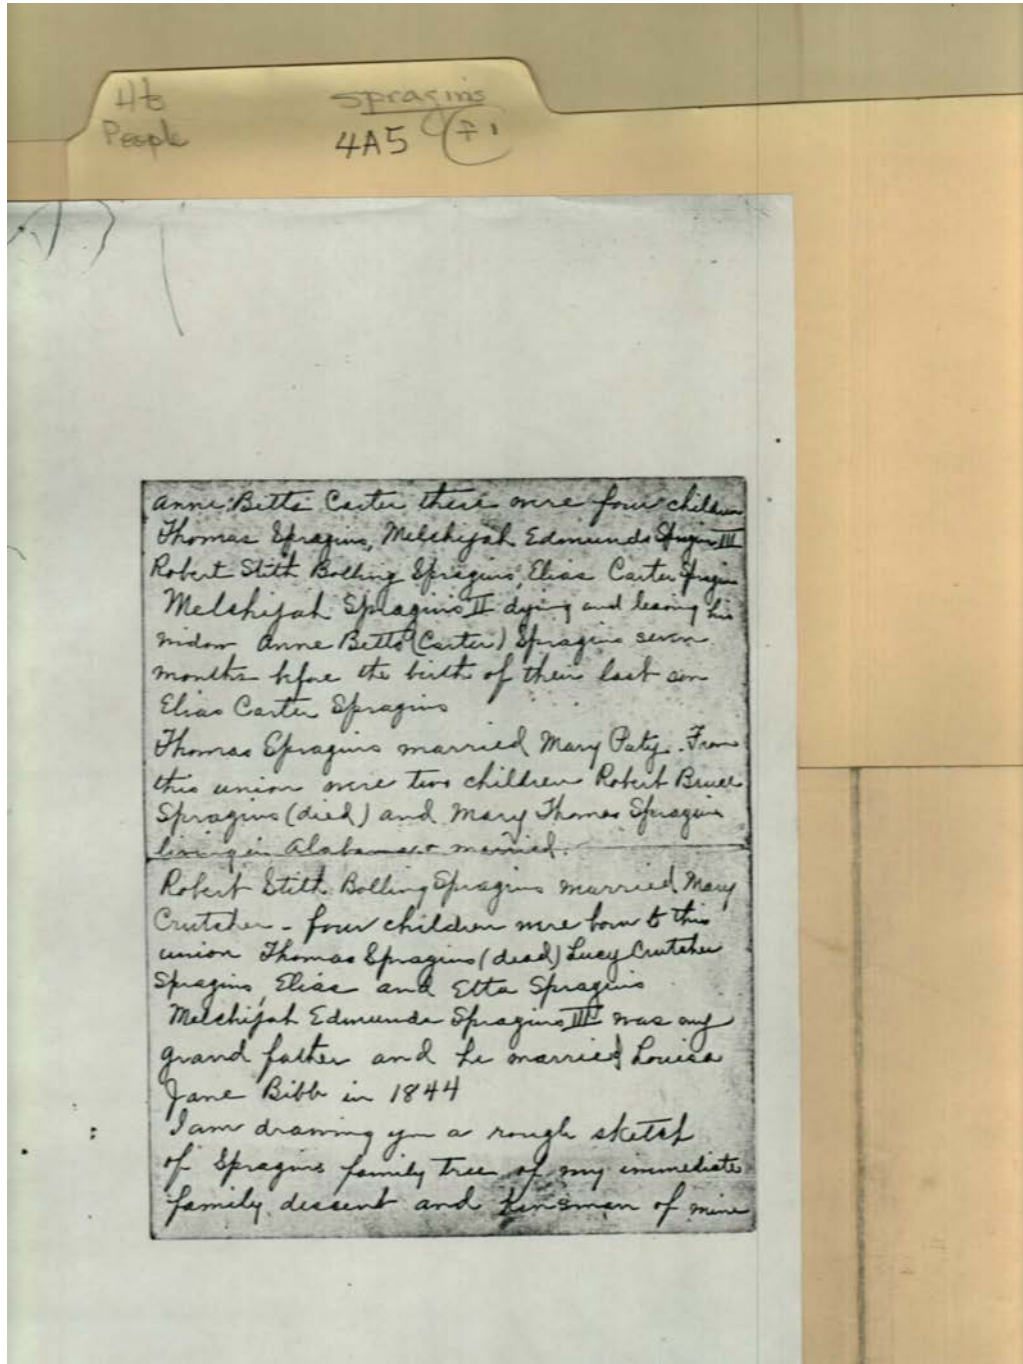 Hb Spragins
People 4A5 F1
Anne Betts Carter there were four children
Thomas Spragins, Melchijah Edmunds Spragins III
Robert Stith Bolling Spragins, Elias Carter Spragins
Melchijah Spragins II dying and leaving his
widow Anne Betts (Carter) Spragins seven
months before the birth of their last son
Elias Carter Spragins
Thomas Spragins married Mary Paty. From
this union were two children Robert Bruce
Spragins (died) and Mary Thomas Spragins
living in Alabama & married.
Robert Stith Bolling Spragins married Mary
Crutcher - four children were born to this
union Thomas Spragins (dead) Lucy Crutcher
Spragins, Elias and Etta Spragins
Melchijah Edmunds Spragins III was my
grand father and he married Louisa
Jane Bibb in 1844
I am drawing you a rough sketch
of Spragins family tree of my immediate
family descent and Kinsman of mine